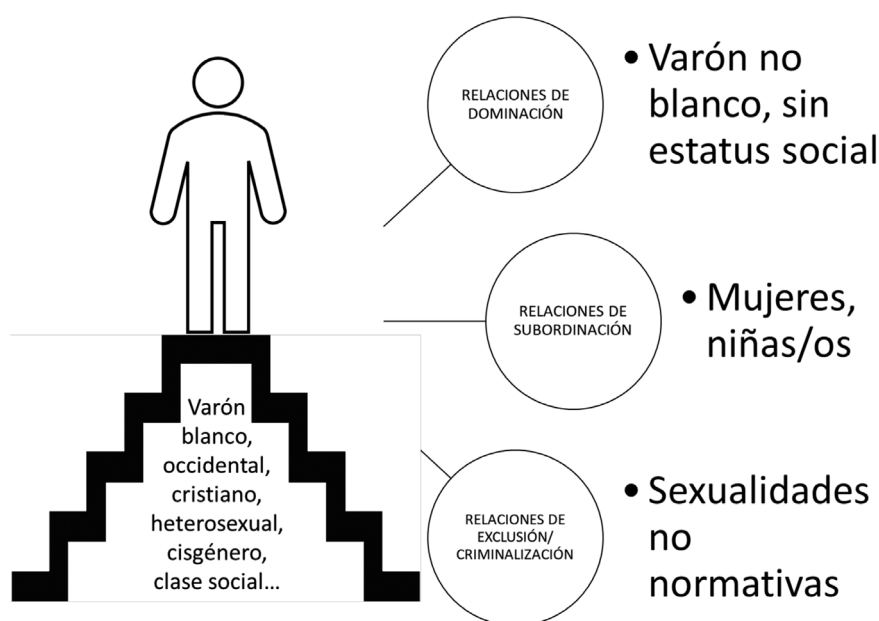 RELACIONES DE
DOMINACIÓN
• Varón no
blanco, sin
estatus social
RELACIONES DE
SUBORDINACIÓN
• Mujeres,
niñas/os
Varón
blanco,
occidental,
cristiano,
heterosexual,
cisgénero,
clase social...
RELACIONES DE
EXCLUSIÓN/
CRIMINALIZACIÓN
• Sexualidades
no
normativas